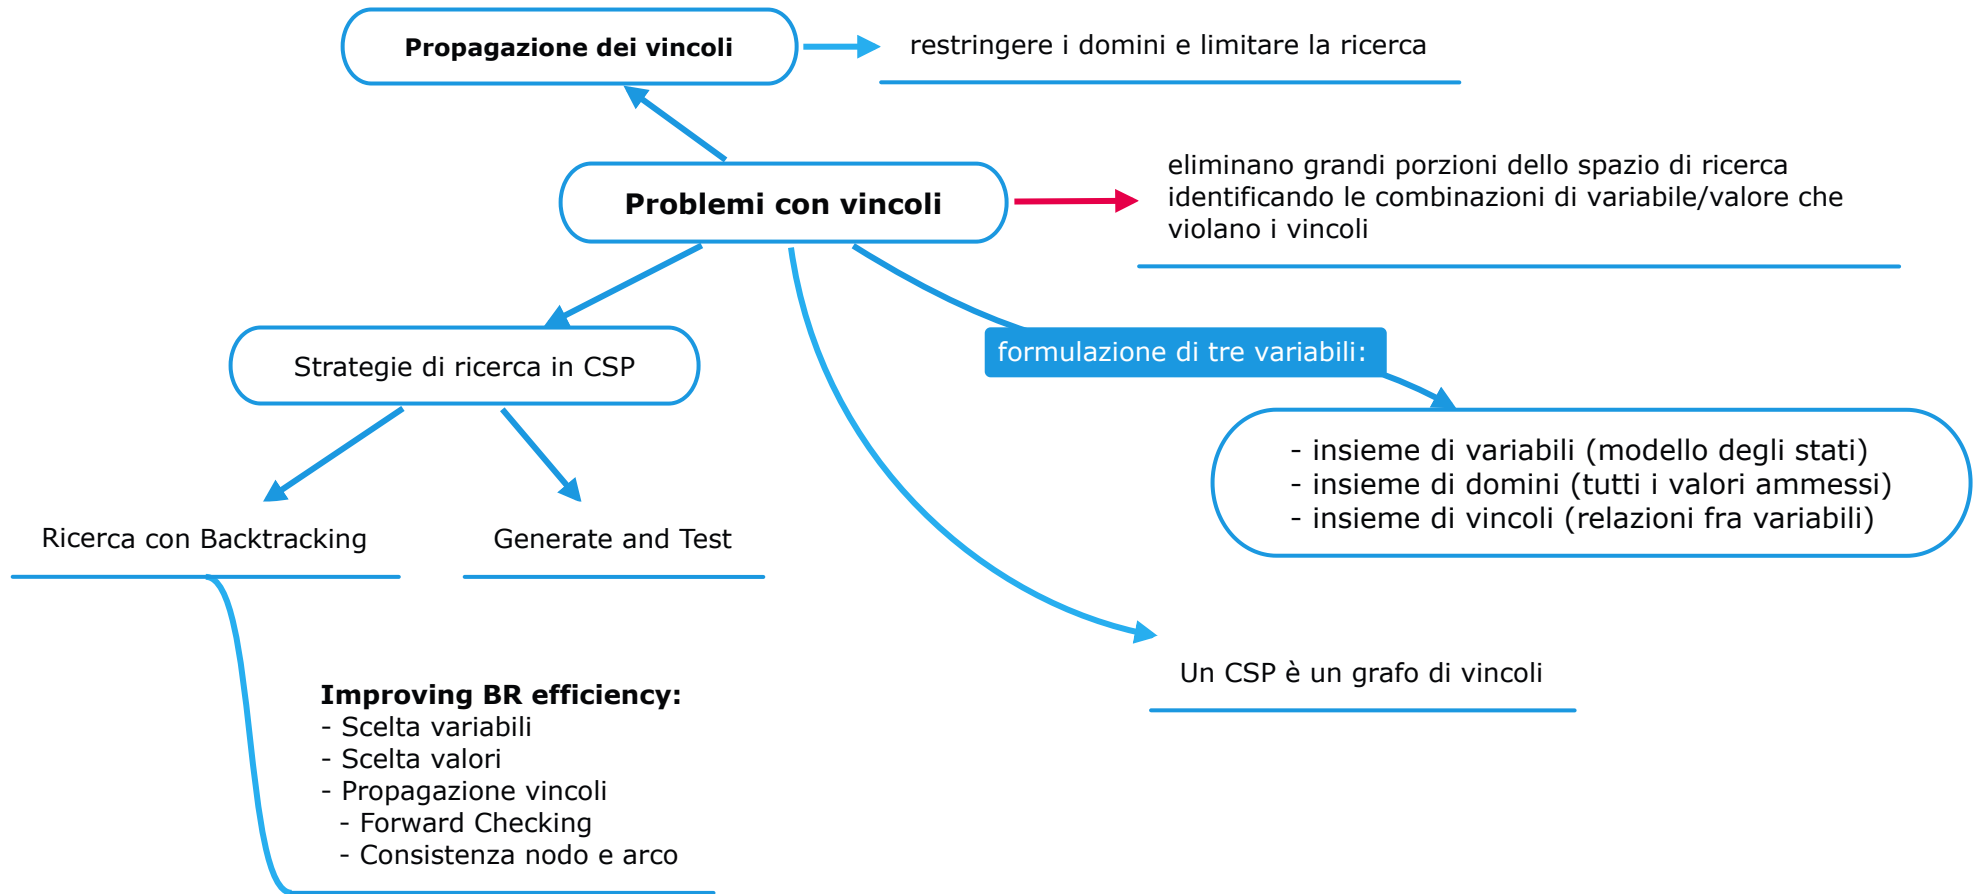 Propagazione dei vincoli
restringere i domini e limitare la ricerca
Problemi con vincoli
eliminano grandi porzioni dello spazio di ricerca
identificando le combinazioni di variabile/valore che
violano i vincoli
Strategie di ricerca in CSP
formulazione di tre variabili:
- insieme di variabili (modello degli stati)
- insieme di domini (tutti i valori ammessi)
- insieme di vincoli (relazioni fra variabili)
Ricerca con Backtracking
Generate and Test
Un CSP è un grafo di vincoli
Improving BR efficiency:
- Scelta variabili
- Scelta valori
- Propagazione vincoli
- Forward Checking
- Consistenza nodo e arco